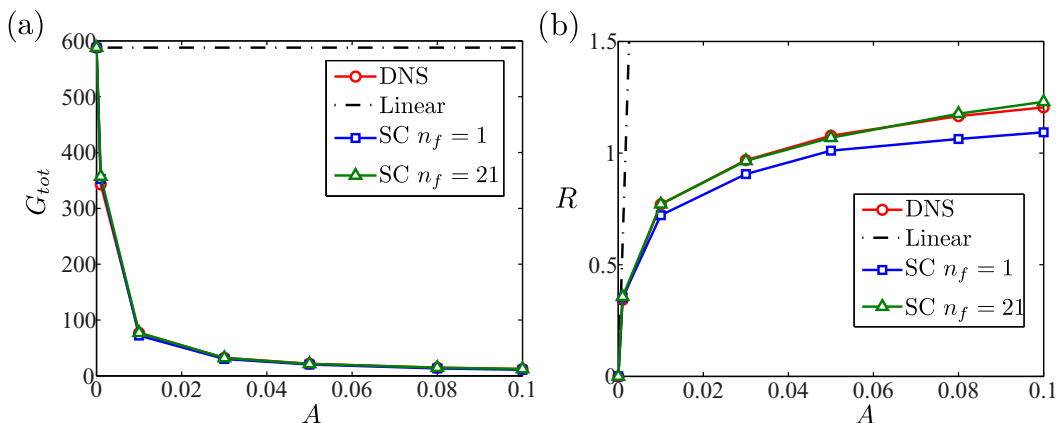 (a)
600
500
400
300
200
100
0
G_{tot}
0
0.02
0.04
0.06
0.08
0.1
A
DNS
Linear
SC n_f = 1
SC n_f = 21
(b)
1.5
1
0.5
0
R
0
0.02
0.04
0.06
0.08
0.1
A
DNS
Linear
SC n_f = 1
SC n_f = 21